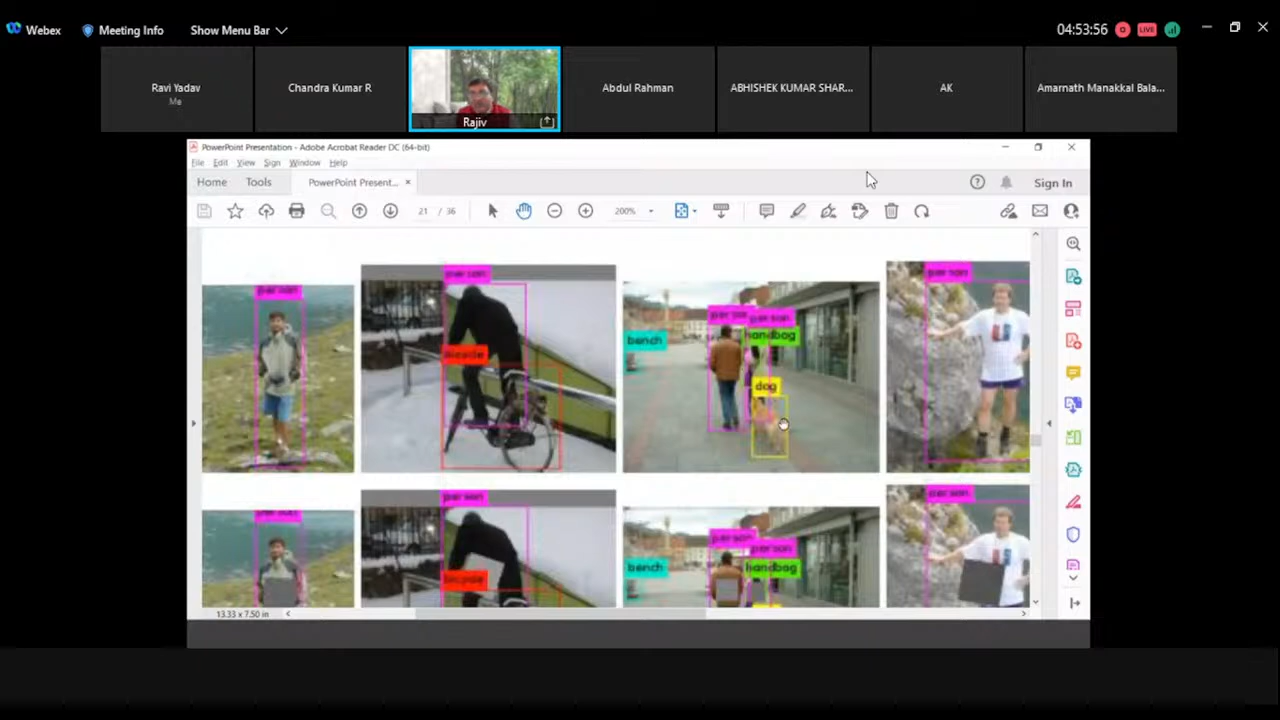 Webex Meeting Info Show Menu Bar 04:53:56 LIVE
Ravi Yadav
Me
Chandra Kumar R
Rajiv
Abdul Rahman
ABHISHEK KUMAR SHAR...
AK
Amarnath Manakkal Bala...
PowerPoint Presentation - Adobe Acrobat Reader DC (64-bit)
File Edit View Sign Window Help
Home Tools PowerPoint Present... × Sign In
21 / 36 200%
person
person
bicycle
bench
person
person
handbag
dog
person
person
person
bicycle
bench
person
person
handbag
person
13.33 x 7.50 in